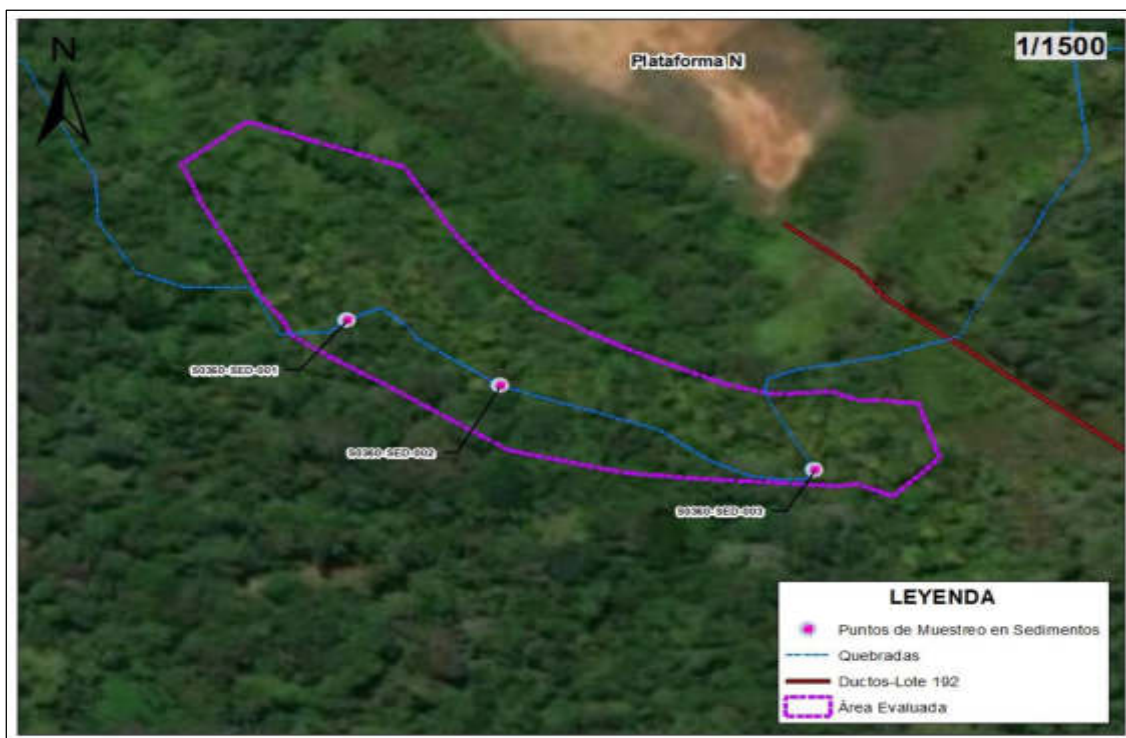 N
Plataforma N
1/1500
S0360-SED-001
S0360-SED-002
S0360-SED-003
LEYENDA
Puntos de Muestreo en Sedimentos
Quebradas
Ductos-Lote 192
Área Evaluada